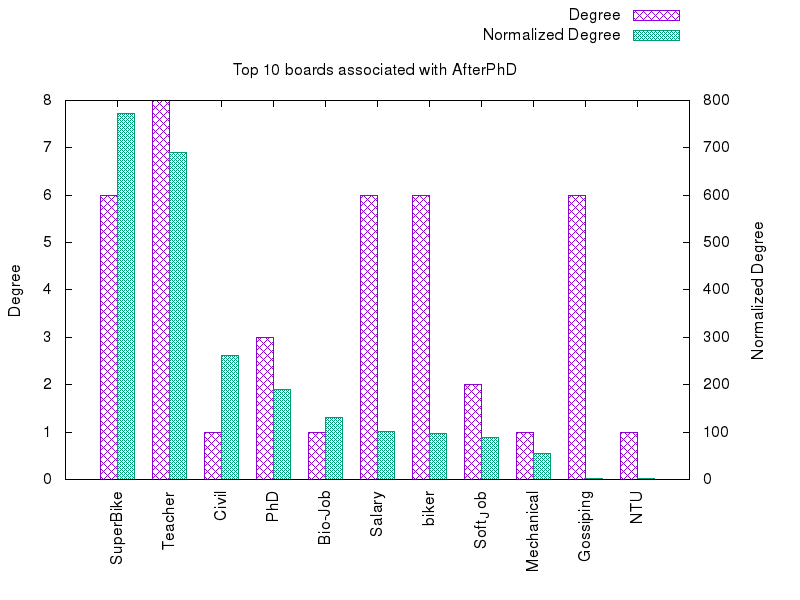 Degree
Normalized Degree
Top 10 boards associated with AfterPhD
8
7
6
5
4
3
2
1
0
800
700
600
500
400
300
200
100
0
Degree
Normalized Degree
SuperBike
Teacher
Civil
PhD
Bio-Job
Salary
biker
Soft_Job
Mechanical
Gossiping
NTU